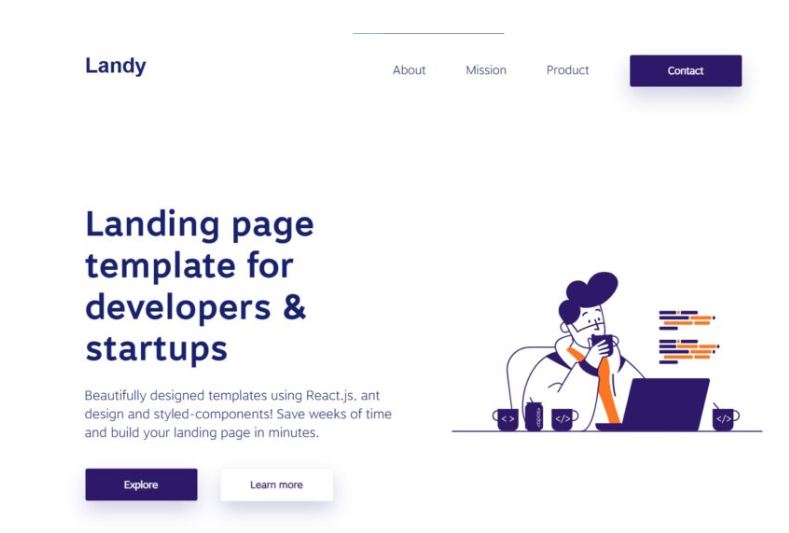 Landy
About
Mission
Product
Contact
Landing page
template for
developers &
startups
Beautifully designed templates using React.js, ant
design and styled-components! Save weeks of time
and build your landing page in minutes.
Explore
Learn more
< >
</>
</>